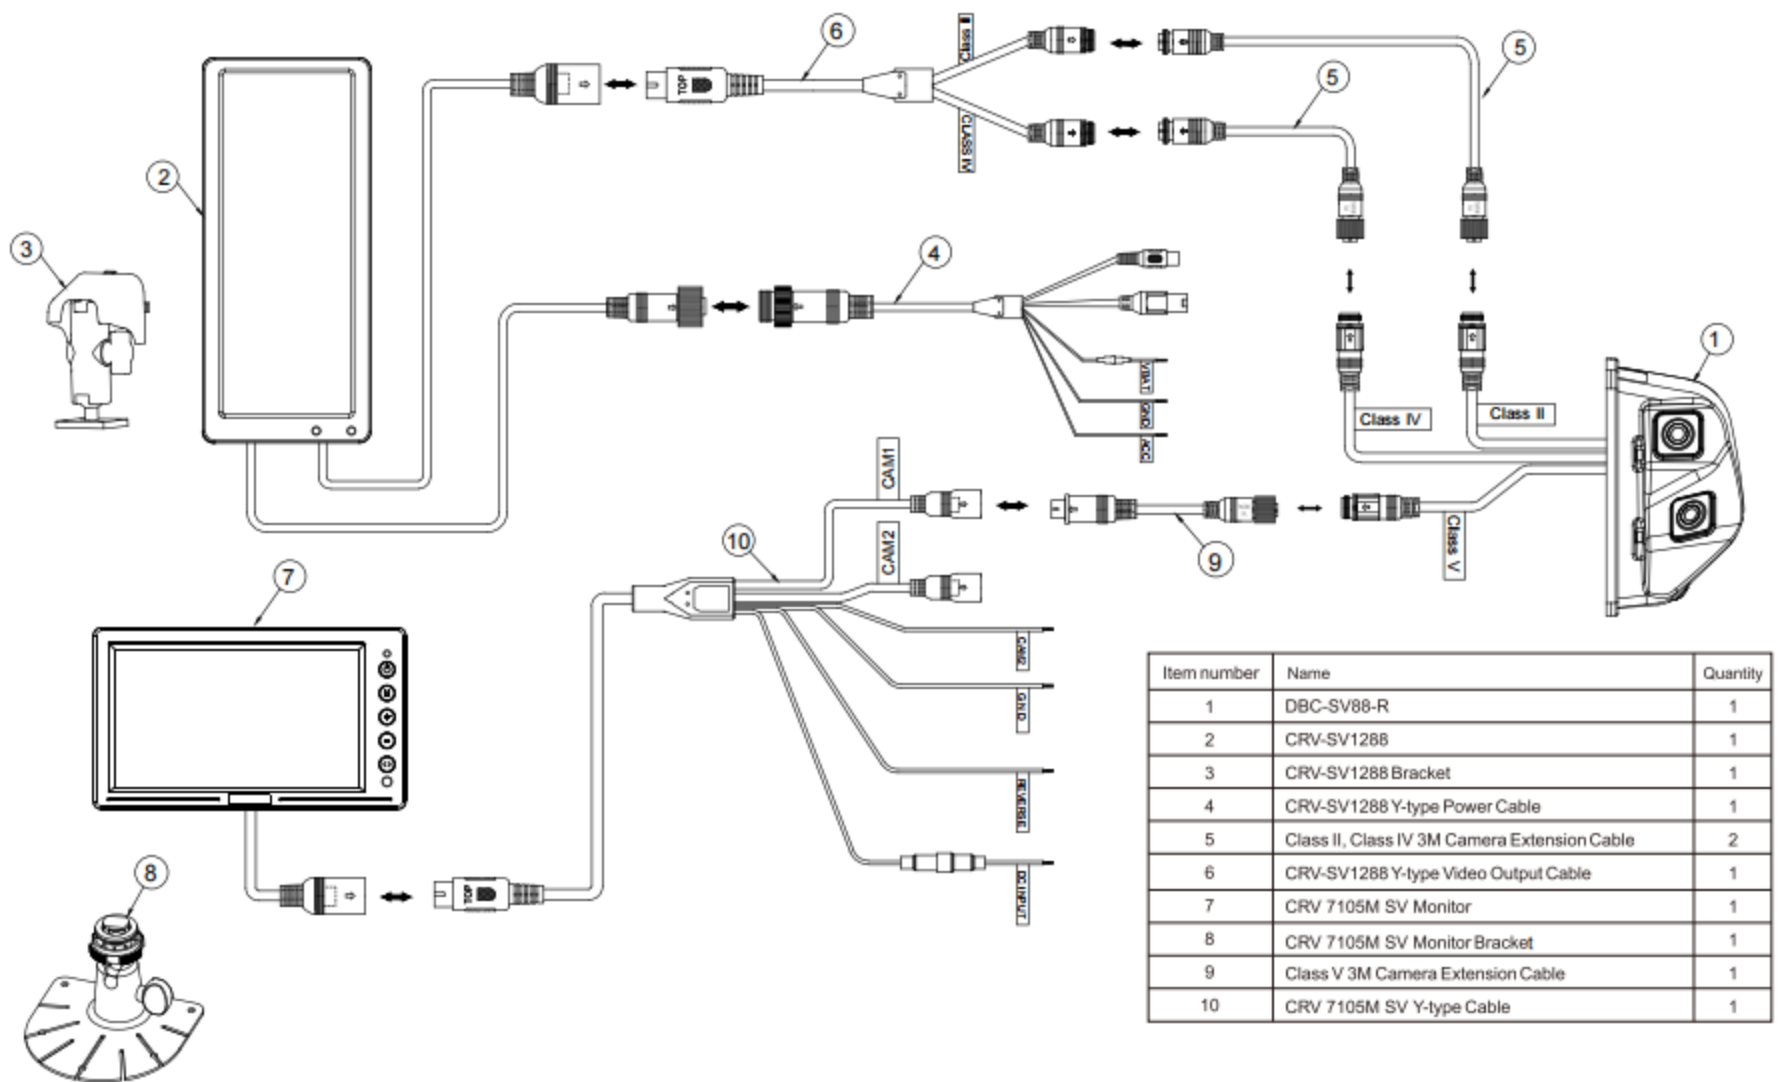 6
Class II
5
5
TOP
CLASS IV
2
3
4
1
VBAT
GND
ACC
Class IV
Class II
CAM1
CAM2
Class V
10
9
7
CAM2
GND
REVERSE
DC INPUT
TOP
8
Item number Name Quantity
1 DBC-SV88-R 1
2 CRV-SV1288 1
3 CRV-SV1288 Bracket 1
4 CRV-SV1288 Y-type Power Cable 1
5 Class II, Class IV 3M Camera Extension Cable 2
6 CRV-SV1288 Y-type Video Output Cable 1
7 CRV 7105M SV Monitor 1
8 CRV 7105M SV Monitor Bracket 1
9 Class V 3M Camera Extension Cable 1
10 CRV 7105M SV Y-type Cable 1